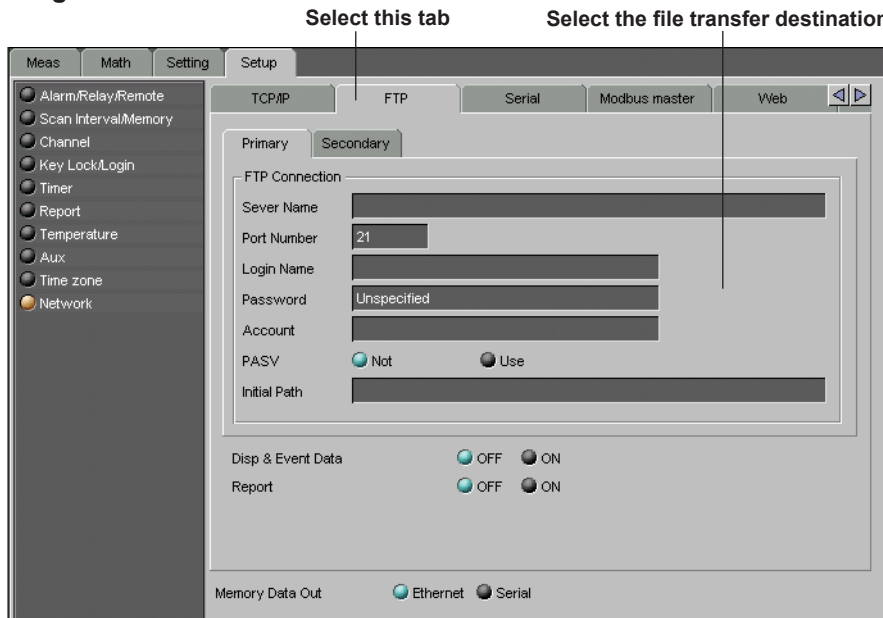 Select this tab
Select the file transfer destination
Meas Math Setting Setup
Alarm/Relay/Remote
Scan Interval/Memory
Channel
Key Lock/Login
Timer
Report
Temperature
Aux
Time zone
Network
TCP/IP FTP Serial Modbus master Web
Primary Secondary
FTP Connection
Sever Name
Port Number 21
Login Name
Password Unspecified
Account
PASV Not Use
Initial Path
Disp & Event Data OFF ON
Report OFF ON
Memory Data Out Ethernet Serial